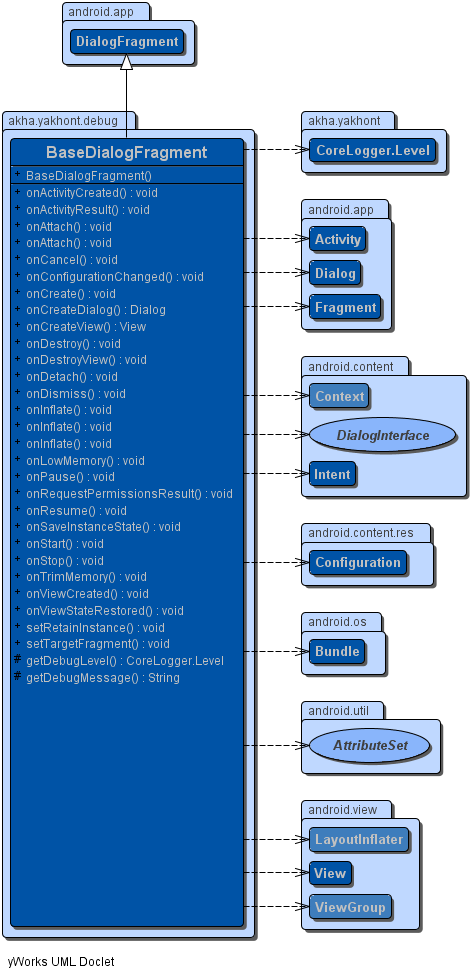 android.app
DialogFragment
akha.yakhont.debug
BaseDialogFragment
+ BaseDialogFragment()
+ onActivityCreated() : void
+ onActivityResult() : void
+ onAttach() : void
+ onAttach() : void
+ onCancel() : void
+ onConfigurationChanged() : void
+ onCreate() : void
+ onCreateDialog() : Dialog
+ onCreateView() : View
+ onDestroy() : void
+ onDestroyView() : void
+ onDetach() : void
+ onDismiss() : void
+ onInflate() : void
+ onInflate() : void
+ onInflate() : void
+ onLowMemory() : void
+ onPause() : void
+ onRequestPermissionsResult() : void
+ onResume() : void
+ onSaveInstanceState() : void
+ onStart() : void
+ onStop() : void
+ onTrimMemory() : void
+ onViewCreated() : void
+ onViewStateRestored() : void
+ setRetainInstance() : void
+ setTargetFragment() : void
# getDebugLevel() : CoreLogger.Level
# getDebugMessage() : String
akha.yakhont
CoreLogger.Level
android.app
Activity
Dialog
Fragment
android.content
Context
DialogInterface
Intent
android.content.res
Configuration
android.os
Bundle
android.util
AttributeSet
android.view
LayoutInflater
View
ViewGroup
yWorks UML Doclet